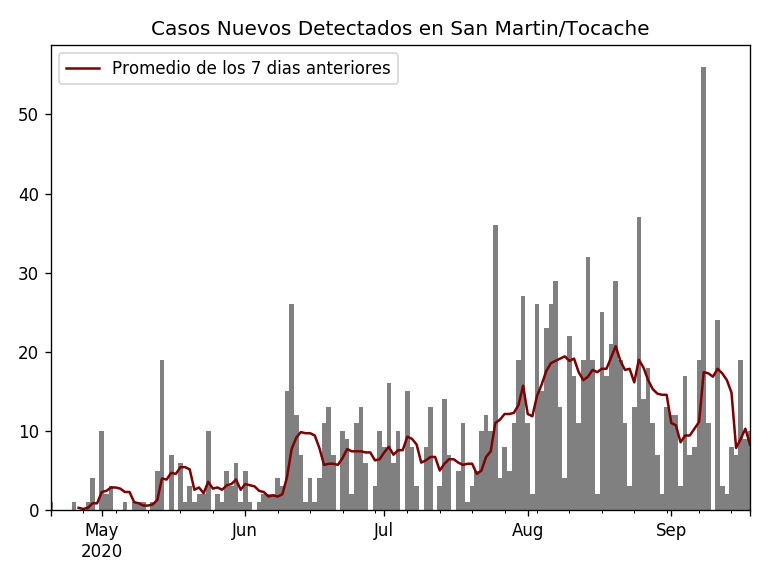 Casos Nuevos Detectados en San Martin/Tocache
Promedio de los 7 dias anteriores
50
40
30
20
10
0
May Jun Jul Aug Sep
2020